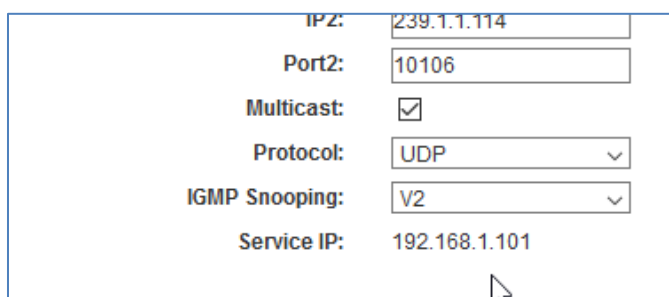 IP2: 239.1.1.114
Port2: 10106
Multicast:
Protocol: UDP
IGMP Snooping: V2
Service IP: 192.168.1.101